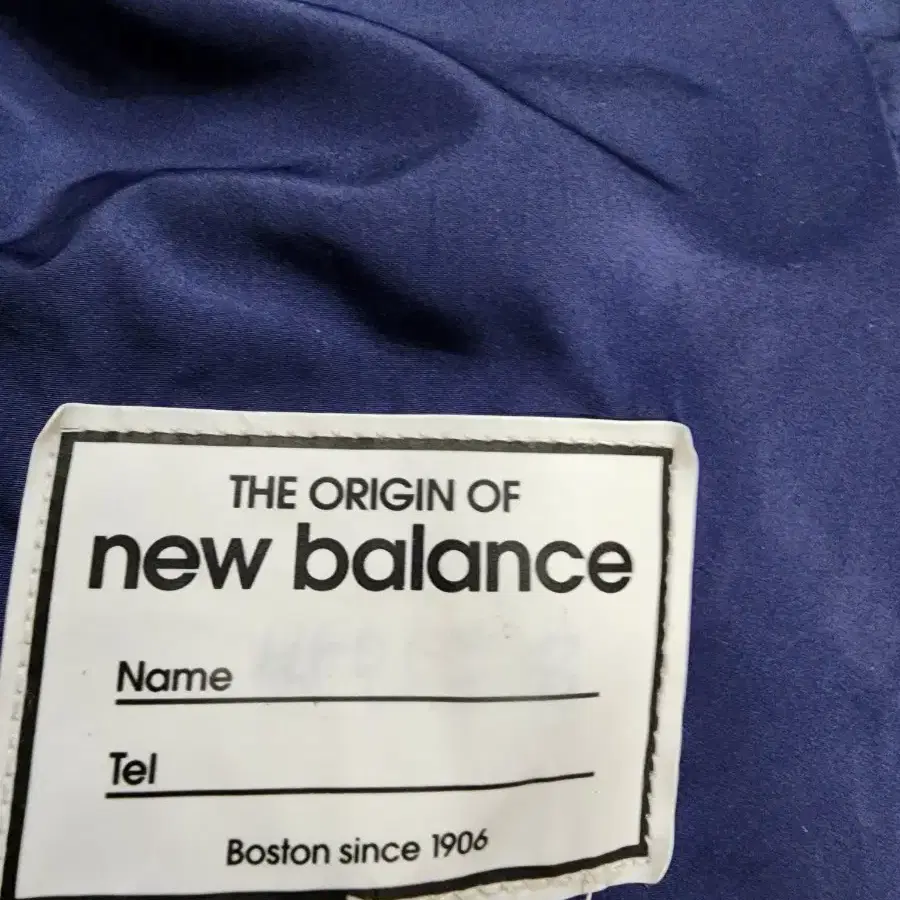 THE ORIGIN OF
new balance
Name
Tel
Boston since 1906